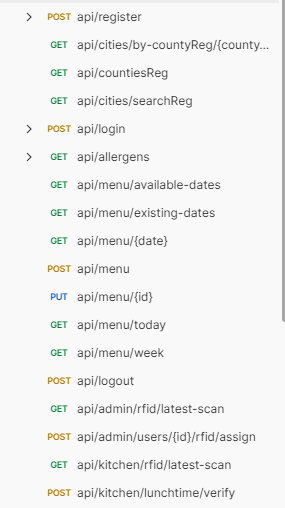 POST api/register
GET api/cities/by-countyReg/{county...
GET api/countiesReg
GET api/cities/searchReg
POST api/login
GET api/allergens
GET api/menu/available-dates
GET api/menu/existing-dates
GET api/menu/{date}
POST api/menu
PUT api/menu/{id}
GET api/menu/today
GET api/menu/week
POST api/logout
GET api/admin/rfid/latest-scan
POST api/admin/users/{id}/rfid/assign
GET api/kitchen/rfid/latest-scan
POST api/kitchen/lunchtime/verify